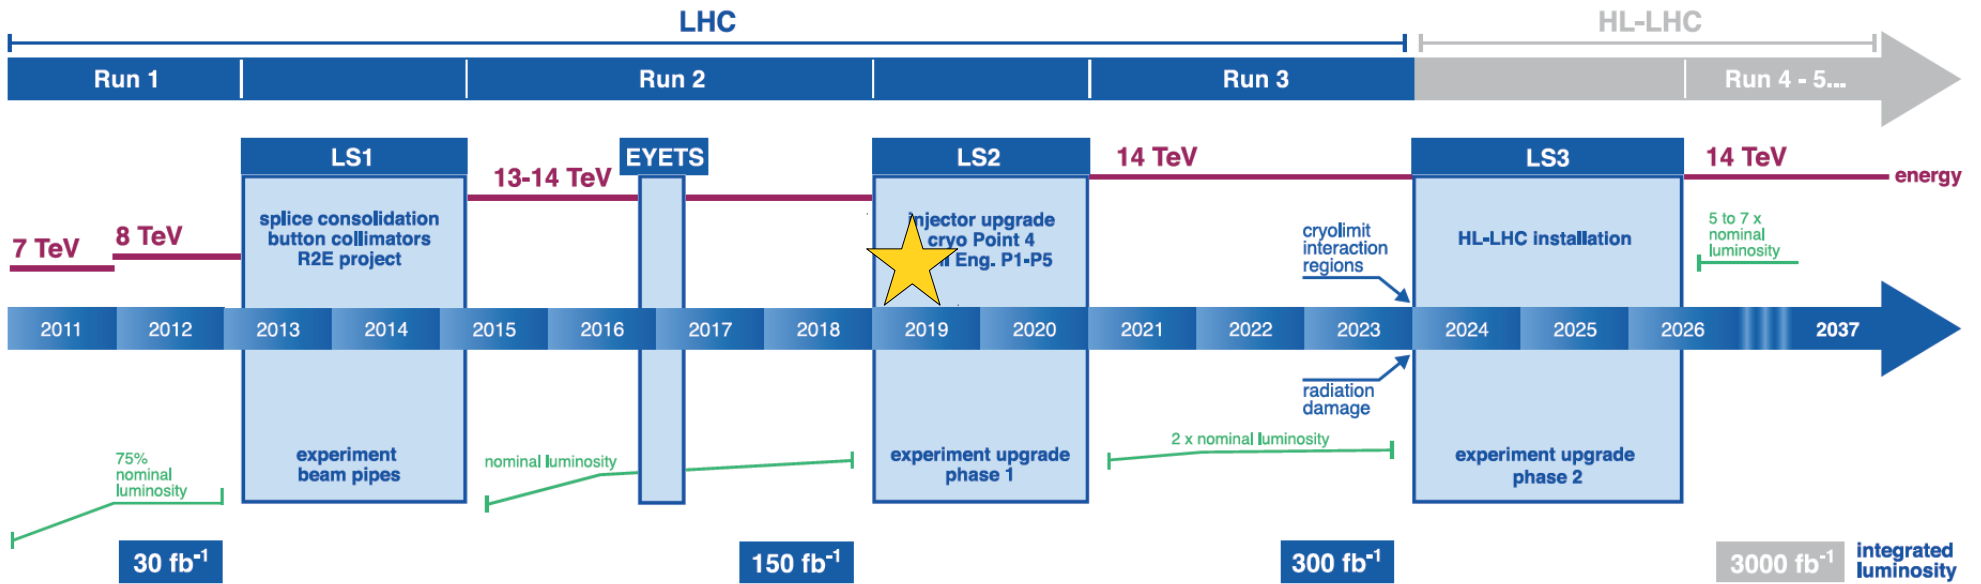 LHC
HL-LHC
Run 1
Run 2
Run 3
Run 4 - 5...
LS1
EYETS
LS2
LS3
13-14 TeV
14 TeV
14 TeV
energy
7 TeV
8 TeV
splice consolidation
button collimators
R2E project
injector upgrade
cryo Point 4
Eng. P1-P5
cryolimit
interaction
regions
HL-LHC installation
5 to 7 x
nominal
luminosity
2011
2012
2013
2014
2015
2016
2017
2018
2019
2020
2021
2022
2023
2024
2025
2026
2037
radiation
damage
75%
nominal
luminosity
experiment
beam pipes
nominal luminosity
experiment upgrade
phase 1
2 x nominal luminosity
experiment upgrade
phase 2
30 fb⁻¹
150 fb⁻¹
300 fb⁻¹
3000 fb⁻¹
integrated
luminosity